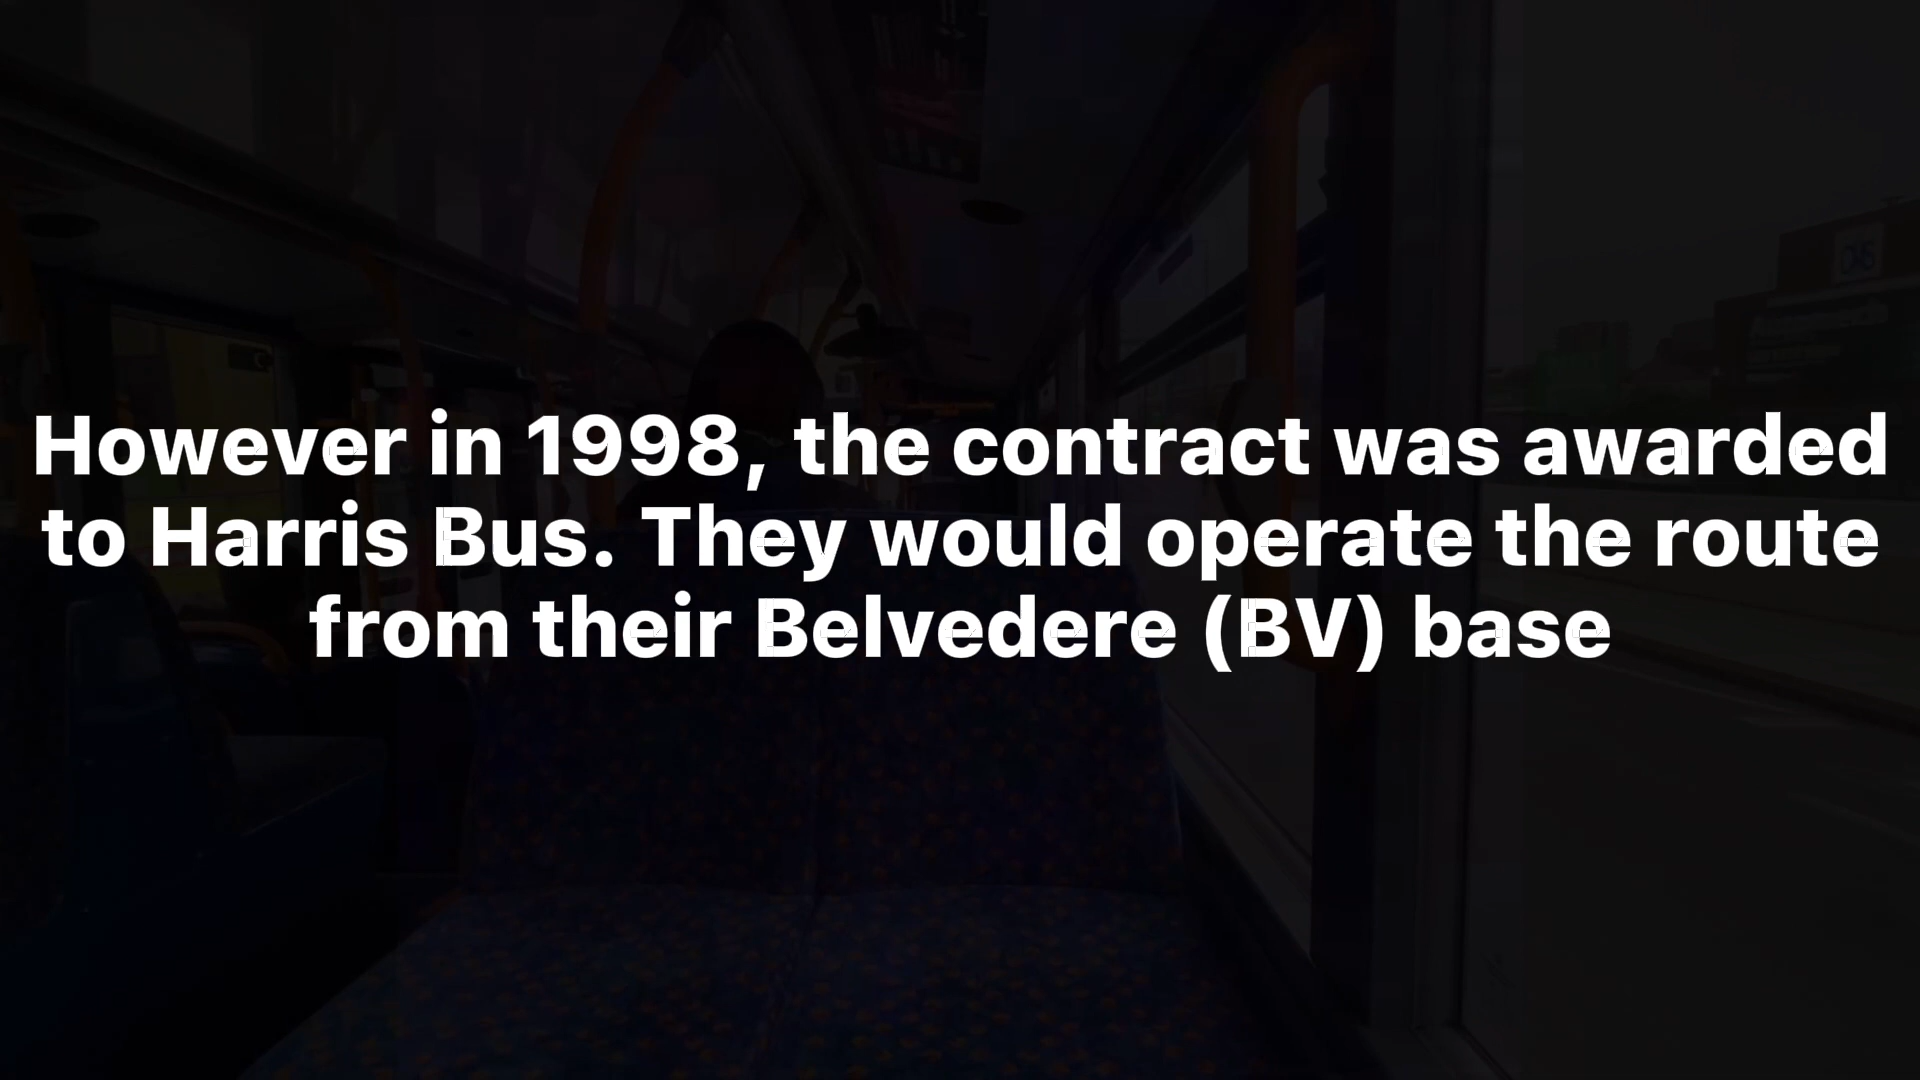 However in 1998, the contract was awarded
to Harris Bus. They would operate the route
from their Belvedere (BV) base